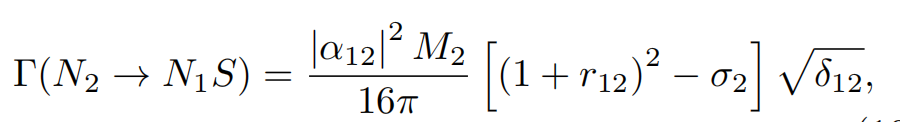 Γ(N₂ → N₁S) = |α₁₂|² M₂ / 16π [(1 + r₁₂)² − σ₂] √δ₁₂,